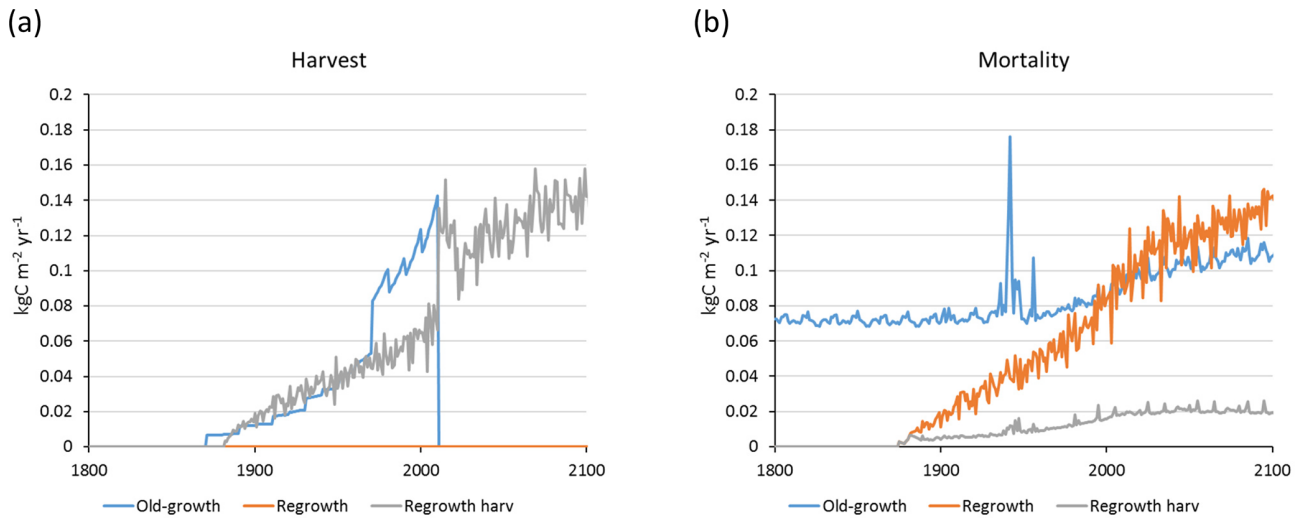 (a)
Harvest
kgC m⁻² yr⁻¹
0.2
0.18
0.16
0.14
0.12
0.1
0.08
0.06
0.04
0.02
0
1800 1900 2000 2100
Old-growth Regrowth Regrowth harv
(b)
Mortality
kgC m⁻² yr⁻¹
0.2
0.18
0.16
0.14
0.12
0.1
0.08
0.06
0.04
0.02
0
1800 1900 2000 2100
Old-growth Regrowth Regrowth harv